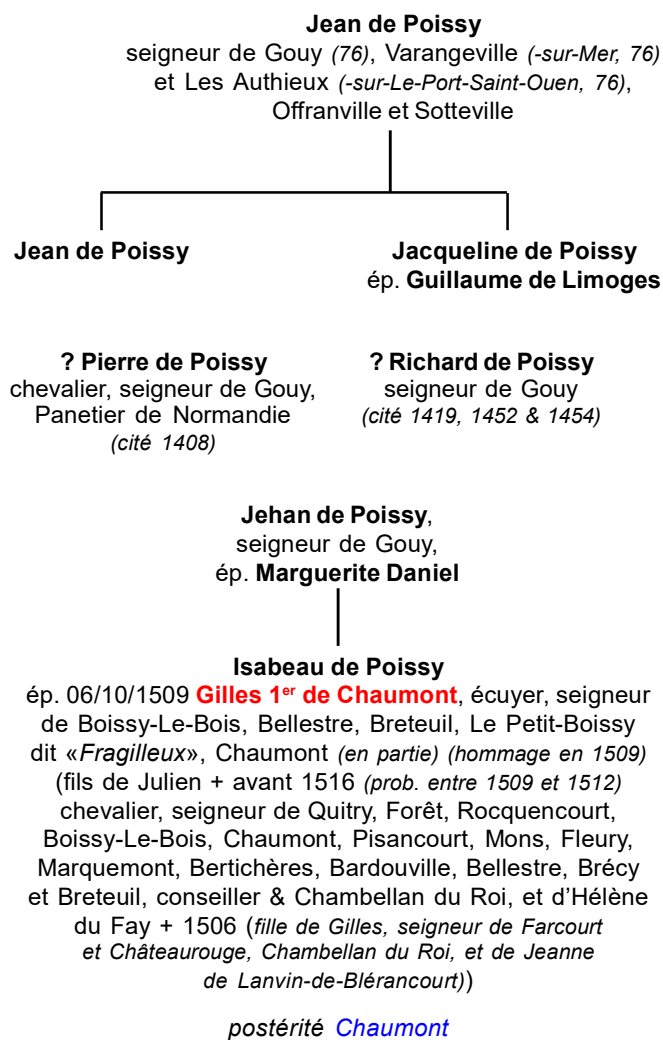 Jean de Poissy
seigneur de Gouy (76), Varangeville (-sur-Mer, 76)
et Les Authieux (-sur-Le-Port-Saint-Ouen, 76),
Offranville et Sotteville
Jean de Poissy
Jacqueline de Poissy
ép. Guillaume de Limoges
? Pierre de Poissy
chevalier, seigneur de Gouy,
Panetier de Normandie
(cité 1408)
? Richard de Poissy
seigneur de Gouy
(cité 1419, 1452 & 1454)
Jehan de Poissy,
seigneur de Gouy,
ép. Marguerite Daniel
Isabeau de Poissy
ép. 06/10/1509 Gilles 1er de Chaumont, écuyer, seigneur
de Boissy-Le-Bois, Bellestre, Breteuil, Le Petit-Boissy
dit «Fragilleux», Chaumont (en partie) (hommage en 1509)
(fils de Julien + avant 1516 (prob. entre 1509 et 1512)
chevalier, seigneur de Quitry, Forêt, Rocquencourt,
Boissy-Le-Bois, Chaumont, Pisancourt, Mons, Fleury,
Marquemont, Bertichères, Bardouville, Bellestre, Brécy
et Breteuil, conseiller & Chambellan du Roi, et d’Hélène
du Fay + 1506 (fille de Gilles, seigneur de Farcourt
et Châteaurouge, Chambellan du Roi, et de Jeanne
de Lanvin-de-Blérancourt))
postérité Chaumont